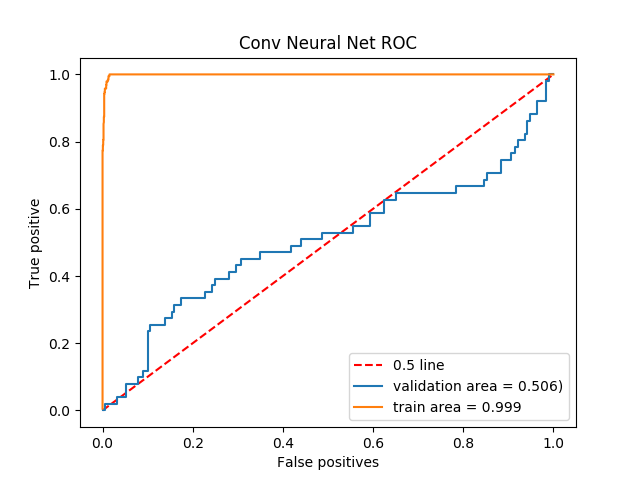 Conv Neural Net ROC
1.0
0.8
0.6
0.4
0.2
0.0
True positive
0.0 0.2 0.4 0.6 0.8 1.0
False positives
0.5 line
validation area = 0.506)
train area = 0.999